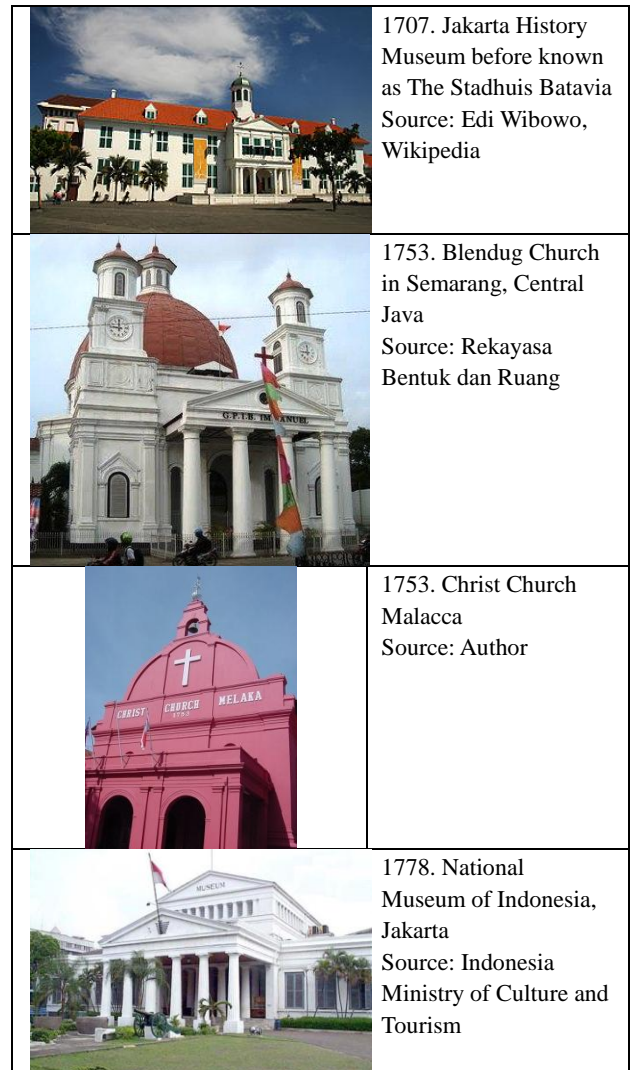 1707. Jakarta History
Museum before known
as The Stadhuis Batavia
Source: Edi Wibowo,
Wikipedia
G.P.I.B. IMMANUEL
1753. Blendug Church
in Semarang, Central
Java
Source: Rekayasa
Bentuk dan Ruang
CHRIST CHURCH MELAKA
1753
1753. Christ Church
Malacca
Source: Author
MUSEUM
1778. National
Museum of Indonesia,
Jakarta
Source: Indonesia
Ministry of Culture and
Tourism